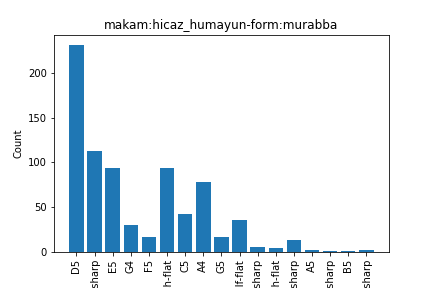 makam:hicaz_humayun-form:murabba
Count
200
150
100
50
0
D5
sharp
E5
G4
F5
h-flat
C5
A4
G5
lf-flat
sharp
h-flat
sharp
A5
sharp
B5
sharp